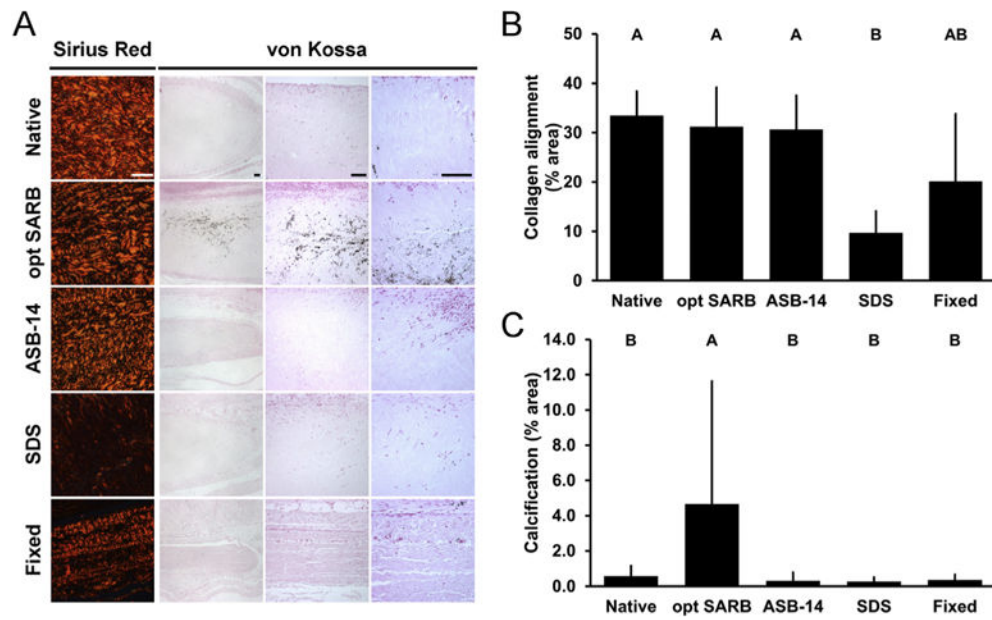 A
Sirius Red
von Kossa
Native
opt SARB
ASB-14
SDS
Fixed
B
Collagen alignment
(% area)
50
40
30
20
10
0
A
A
A
B
AB
Native
opt SARB
ASB-14
SDS
Fixed
C
Calcification (% area)
14.0
12.0
10.0
8.0
6.0
4.0
2.0
0.0
B
A
B
B
B
Native
opt SARB
ASB-14
SDS
Fixed